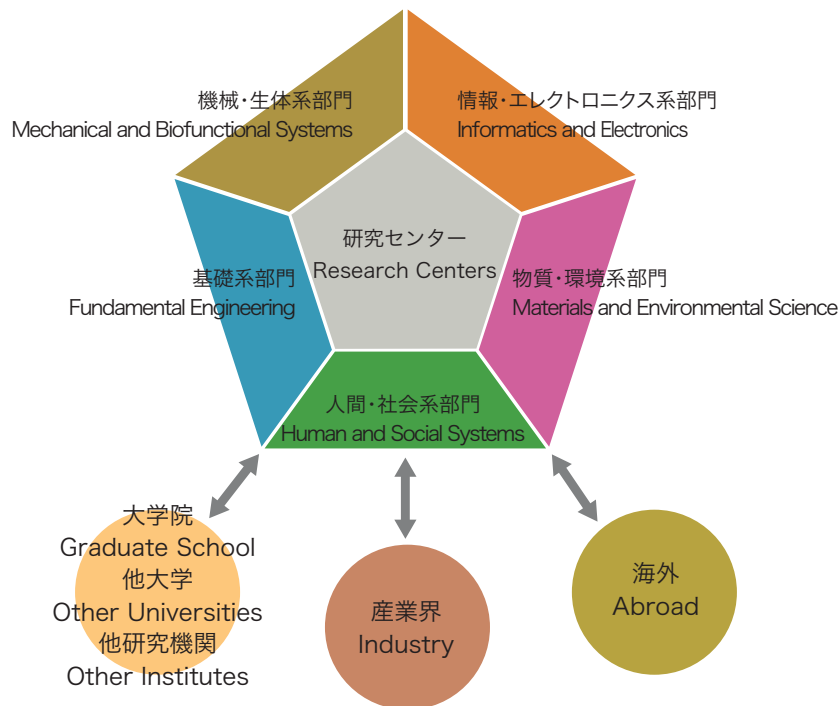 機械・生体系部門
Mechanical and Biofunctional Systems
情報・エレクトロニクス系部門
Informatics and Electronics
研究センター
Research Centers
基礎系部門
Fundamental Engineering
物質・環境系部門
Materials and Environmental Science
人間・社会系部門
Human and Social Systems
大学院
Graduate School
他大学
Other Universities
他研究機関
Other Institutes
産業界
Industry
海外
Abroad